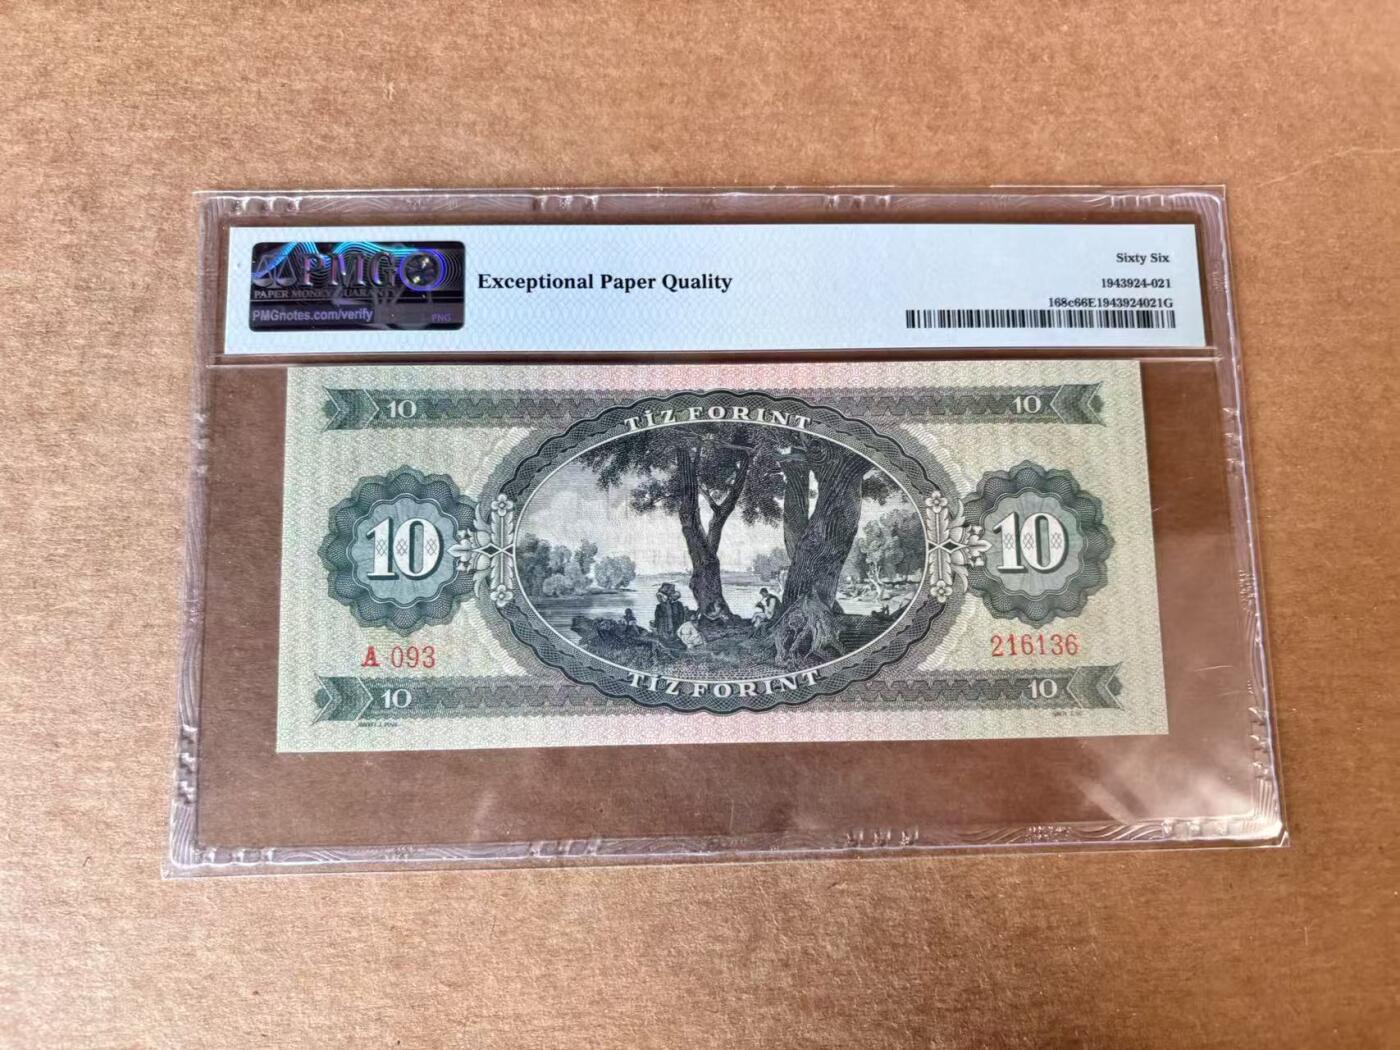 PMG
PAPER MONEY GUARANTY
PMGnotes.com/verify
PNG
Exceptional Paper Quality
Sixty Six
1943924-021
168c66E1943924021G
10
TÍZ FORINT
10
10
10
A 093
216136
10
TÍZ FORINT
10